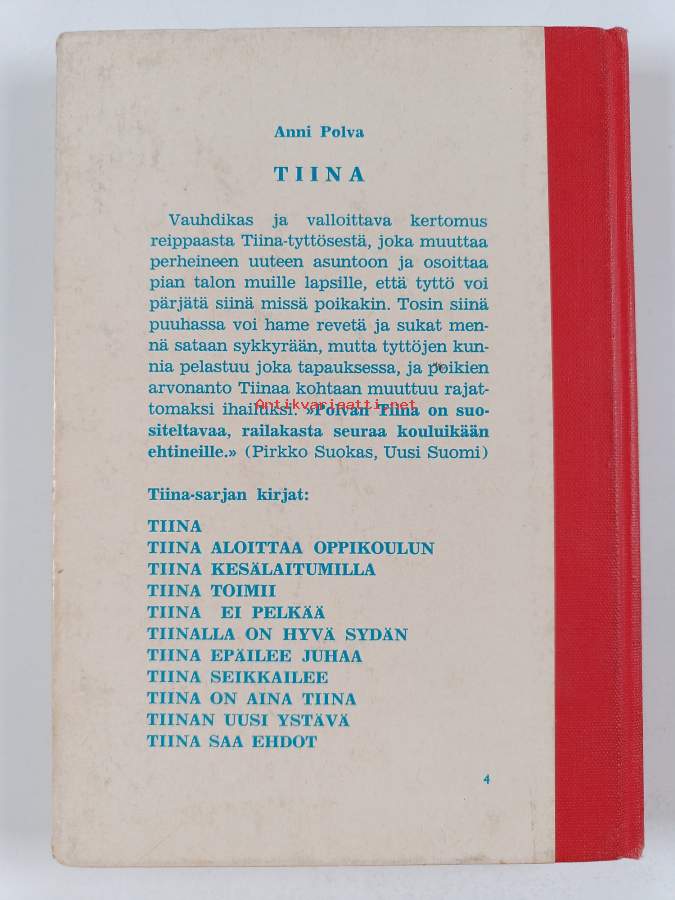 Anni Polva
TIINA
Vauhdikas ja valloittava kertomus
reippaasta Tiina-tyttösestä, joka muuttaa
perheineen uuteen asuntoon ja osoittaa
pian talon muille lapsille, että tyttö voi
pärjätä siinä missä poikakin. Tosin siinä
puuhassa voi hame revetä ja sukat men-
nä sataan sykkyrään, mutta tyttöjen kun-
nia pelastuu joka tapauksessa, ja poikien
arvonanto Tiinaa kohtaan muuttuu rajat-
tomaksi ihailuksi. »Polvan Tiina on suo-
Antikvariaatti.net
siteltavaa, railakasta seuraa kouluikään
ehtineille.» (Pirkko Suokas, Uusi Suomi)
Tiina-sarjan kirjat:
TIINA
TIINA ALOITTAA OPPIKOULUN
TIINA KESÄLAITUMILLA
TIINA TOIMII
TIINA EI PELKÄÄ
TIINALLA ON HYVÄ SYDÄN
TIINA EPÄILEE JUHAA
TIINA SEIKKAILEE
TIINA ON AINA TIINA
TIINAN UUSI YSTÄVÄ
TIINA SAA EHDOT
4